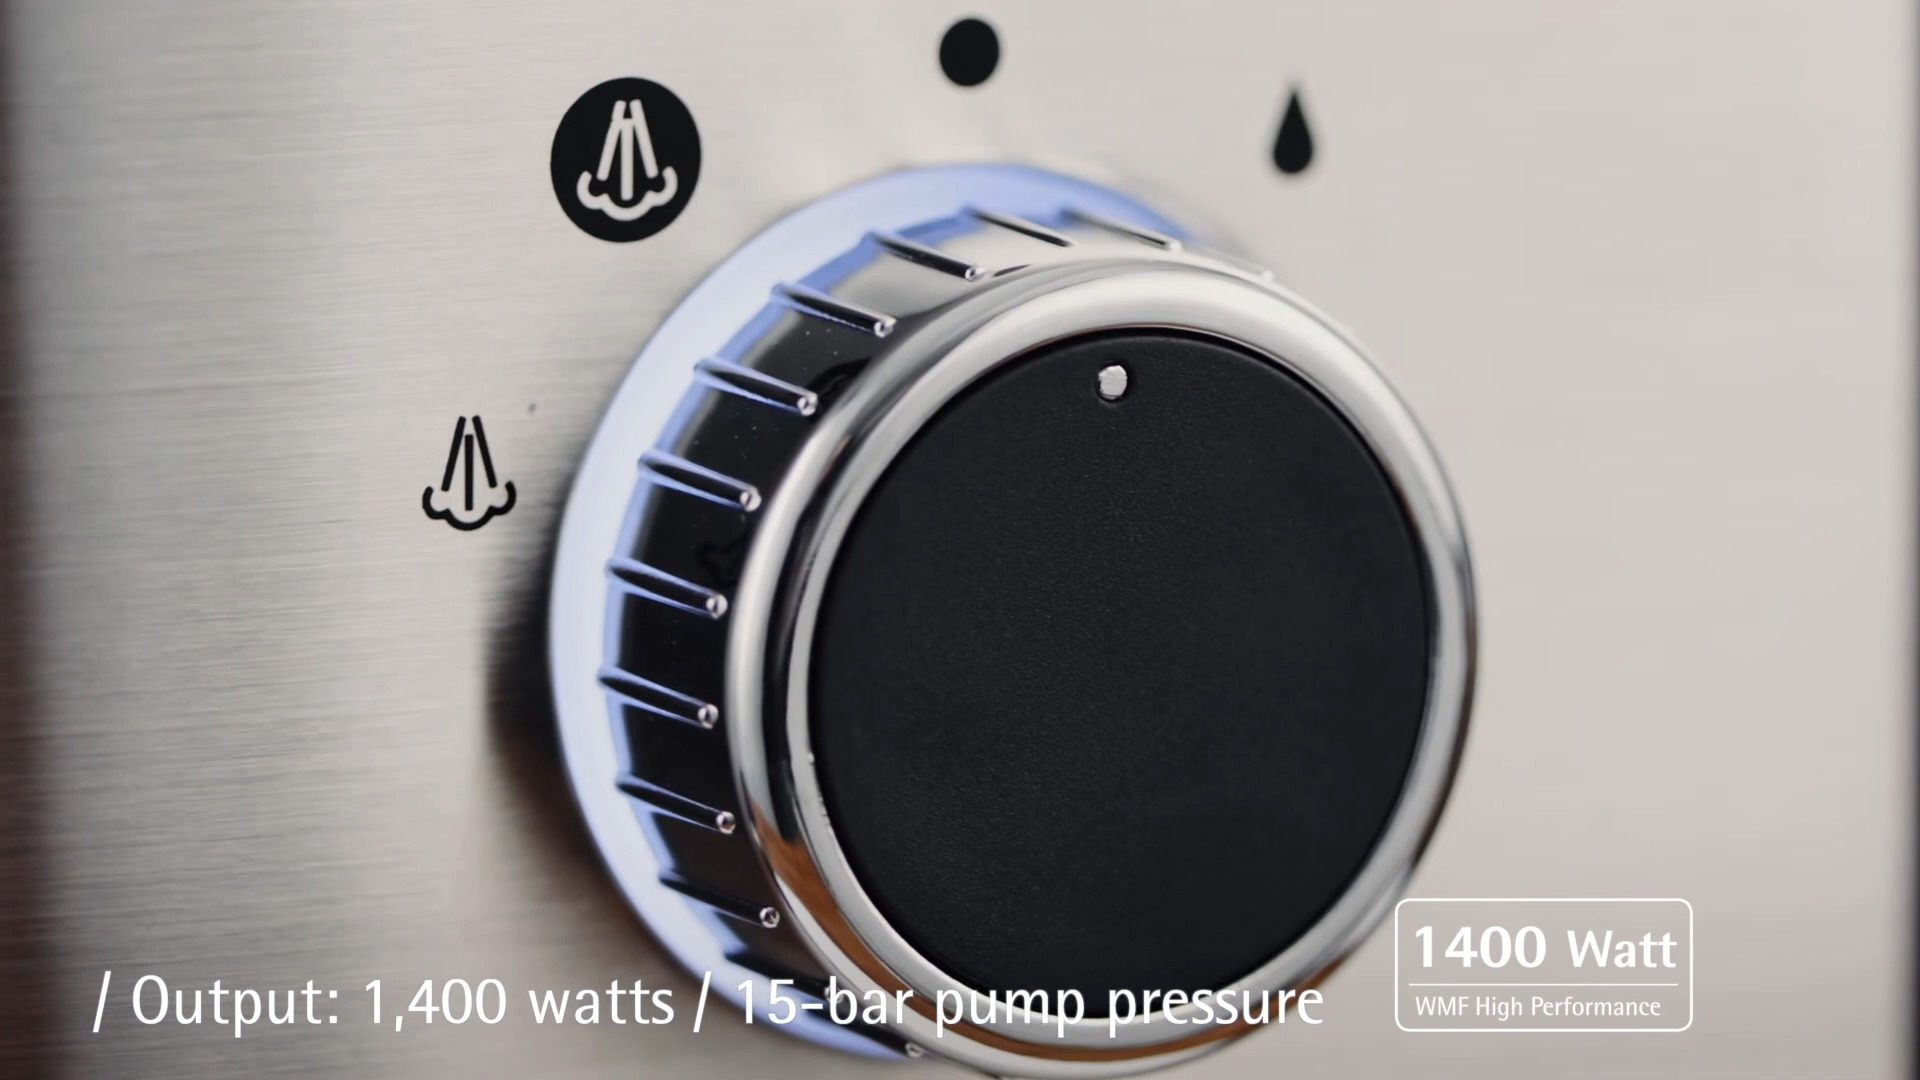 / Output: 1,400 watts / 15-bar pump pressure
1400 Watt
WMF High Performance